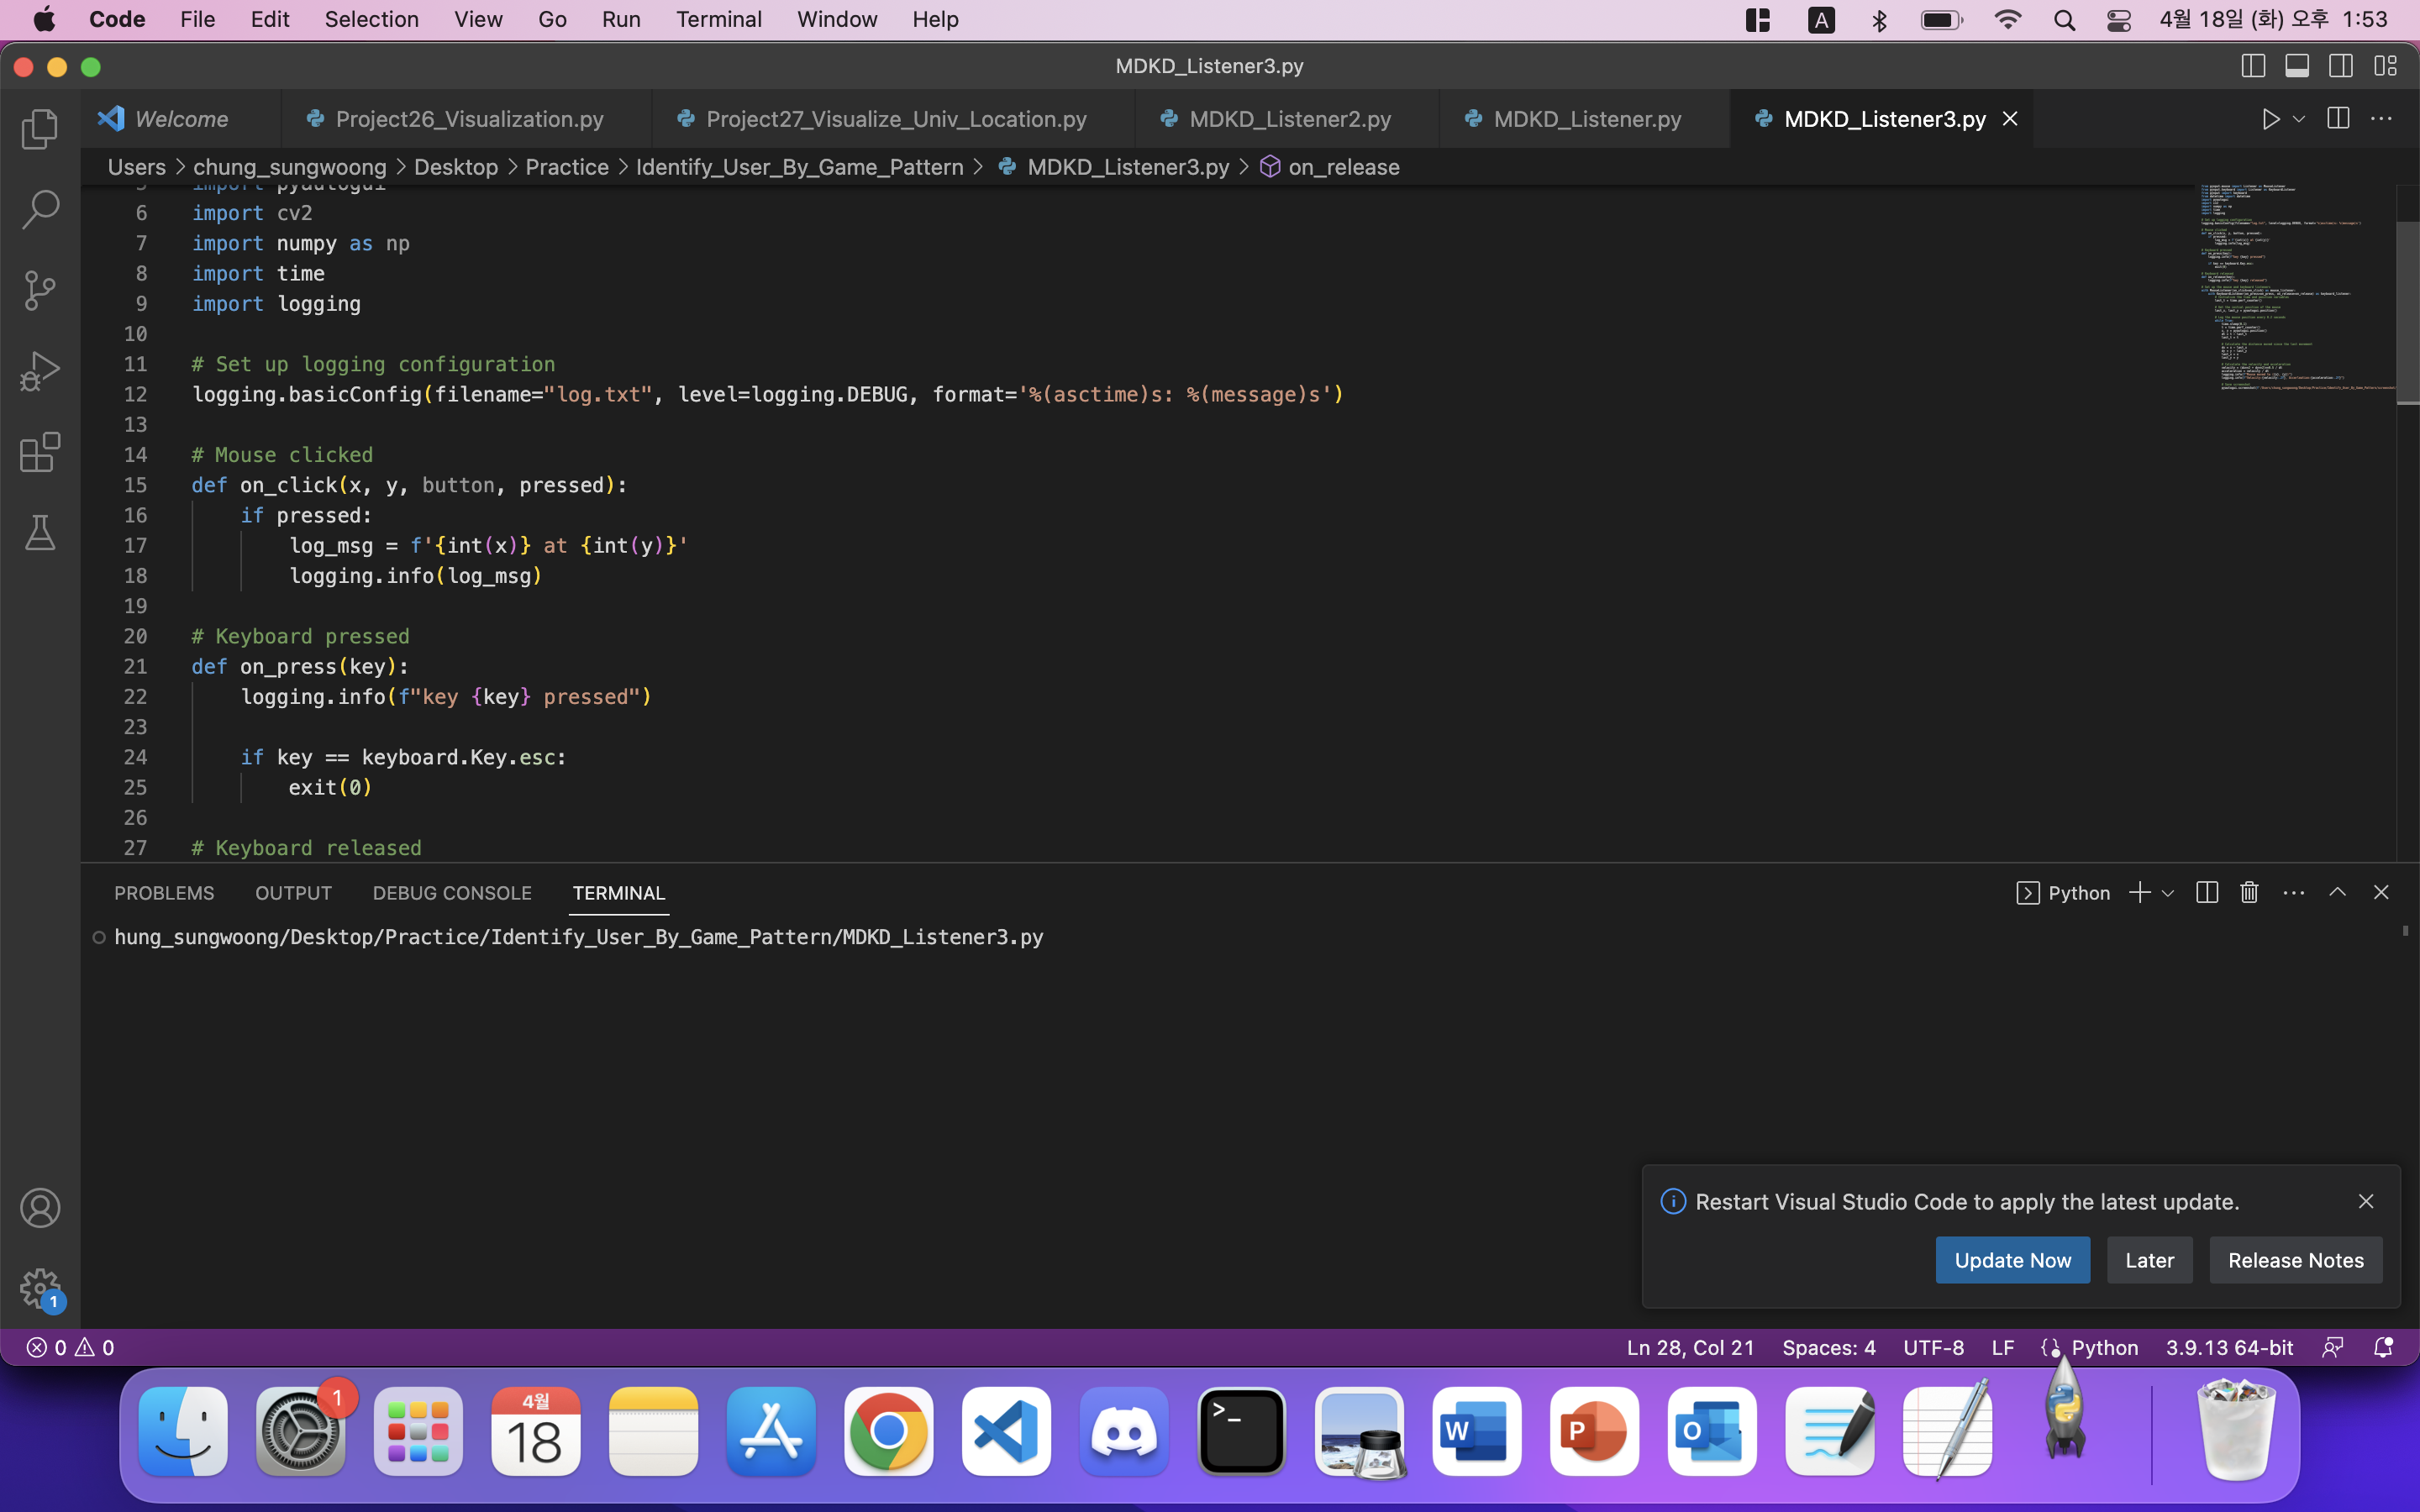 Code File Edit Selection View Go Run Terminal Window Help A 4월 18일 (화) 오후 1:53
MDKD_Listener3.py
Welcome Project26_Visualization.py Project27_Visualize_Univ_Location.py MDKD_Listener2.py MDKD_Listener.py MDKD_Listener3.py
Users > chung_sungwoong > Desktop > Practice > Identify_User_By_Game_Pattern > MDKD_Listener3.py > on_release
5 import pyautogui
6 import cv2
7 import numpy as np
8 import time
9 import logging
10
11 # Set up logging configuration
12 logging.basicConfig(filename="log.txt", level=logging.DEBUG, format='%(asctime)s: %(message)s')
13
14 # Mouse clicked
15 def on_click(x, y, button, pressed):
16 if pressed:
17 log_msg = f'{int(x)} at {int(y)}'
18 logging.info(log_msg)
19
20 # Keyboard pressed
21 def on_press(key):
22 logging.info(f"key {key} pressed")
23
24 if key == keyboard.Key.esc:
25 exit(0)
26
27 # Keyboard released
PROBLEMS OUTPUT DEBUG CONSOLE TERMINAL Python
hung_sungwoong/Desktop/Practice/Identify_User_By_Game_Pattern/MDKD_Listener3.py
Restart Visual Studio Code to apply the latest update.
Update Now Later Release Notes
1
0 0 Ln 28, Col 21 Spaces: 4 UTF-8 LF Python 3.9.13 64-bit
1
4월
18
>_
W
P
O